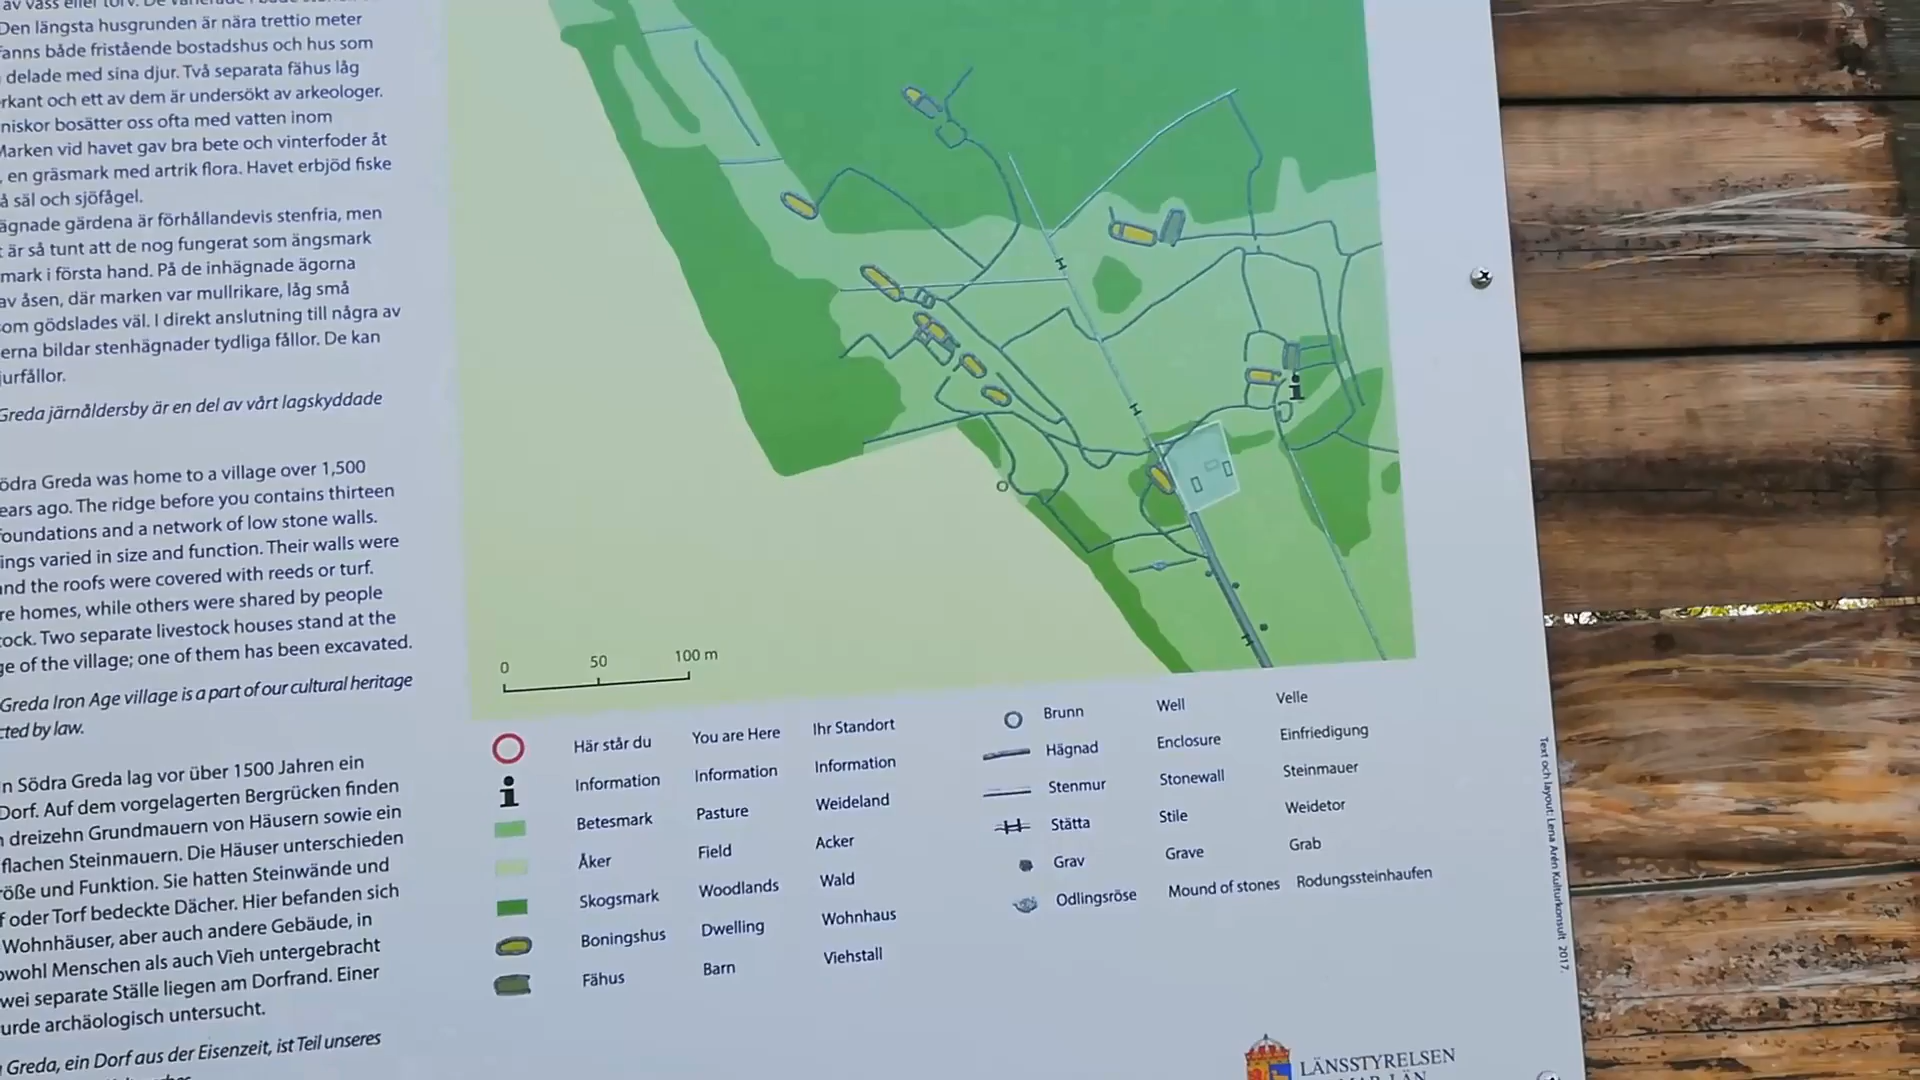 av vass eller torv. De
Den längsta husgrunden är nära trettio meter
fanns både fristående bostadshus och hus som
delade med sina djur. Två separata fähus låg
rkant och ett av dem är undersökt av arkeologer.
niskor bosätter oss ofta med vatten inom
Marken vid havet gav bra bete och vinterfoder åt
, en gräsmark med artrik flora. Havet erbjöd fiske
å säl och sjöfågel.
ägnade gärdena är förhållandevis stenfria, men
t är så tunt att de nog fungerat som ängsmark
mark i första hand. På de inhägnade ägorna
av åsen, där marken var mullrikare, låg små
om gödslades väl. I direkt anslutning till några av
erna bildar stenhägnader tydliga fållor. De kan
jurfållor.
Greda järnåldersby är en del av vårt lagskyddade
ödra Greda was home to a village over 1,500
ears ago. The ridge before you contains thirteen
foundations and a network of low stone walls.
ings varied in size and function. Their walls were
and the roofs were covered with reeds or turf.
re homes, while others were shared by people
tock. Two separate livestock houses stand at the
ge of the village; one of them has been excavated.
Greda Iron Age village is a part of our cultural heritage
cted by law.
n Södra Greda lag vor über 1500 Jahren ein
Dorf. Auf dem vorgelagerten Bergrücken finden
n dreizehn Grundmauern von Häusern sowie ein
flachen Steinmauern. Die Häuser unterschieden
röße und Funktion. Sie hatten Steinwände und
f oder Torf bedeckte Dächer. Hier befanden sich
Wohnhäuser, aber auch andere Gebäude, in
owohl Menschen als auch Vieh untergebracht
wei separate Ställe liegen am Dorfrand. Einer
urde archäologisch untersucht.
Greda, ein Dorf aus der Eisenzeit, ist Teil unseres
i
0 50 100 m
Här står du You are Here Ihr Standort
i Information Information Information
Betesmark Pasture Weideland
Åker Field Acker
Skogsmark Woodlands Wald
Boningshus Dwelling Wohnhaus
Fähus Barn Viehstall
Brunn Well Velle
Hägnad Enclosure Einfriedigung
Stenmur Stonewall Steinmauer
Stätta Stile Weidetor
Grav Grave Grab
Odlingsröse Mound of stones Rodungssteinhaufen
Text och layout: Lena Arén Kulturkonsult 2017.
LÄNSSTYRELSEN